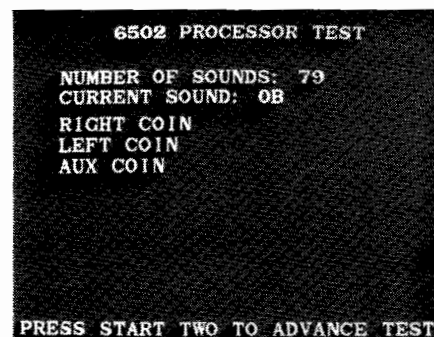 6502 PROCESSOR TEST
NUMBER OF SOUNDS: 79
CURRENT SOUND: 0B
RIGHT COIN
LEFT COIN
AUX COIN
PRESS START TWO TO ADVANCE TEST